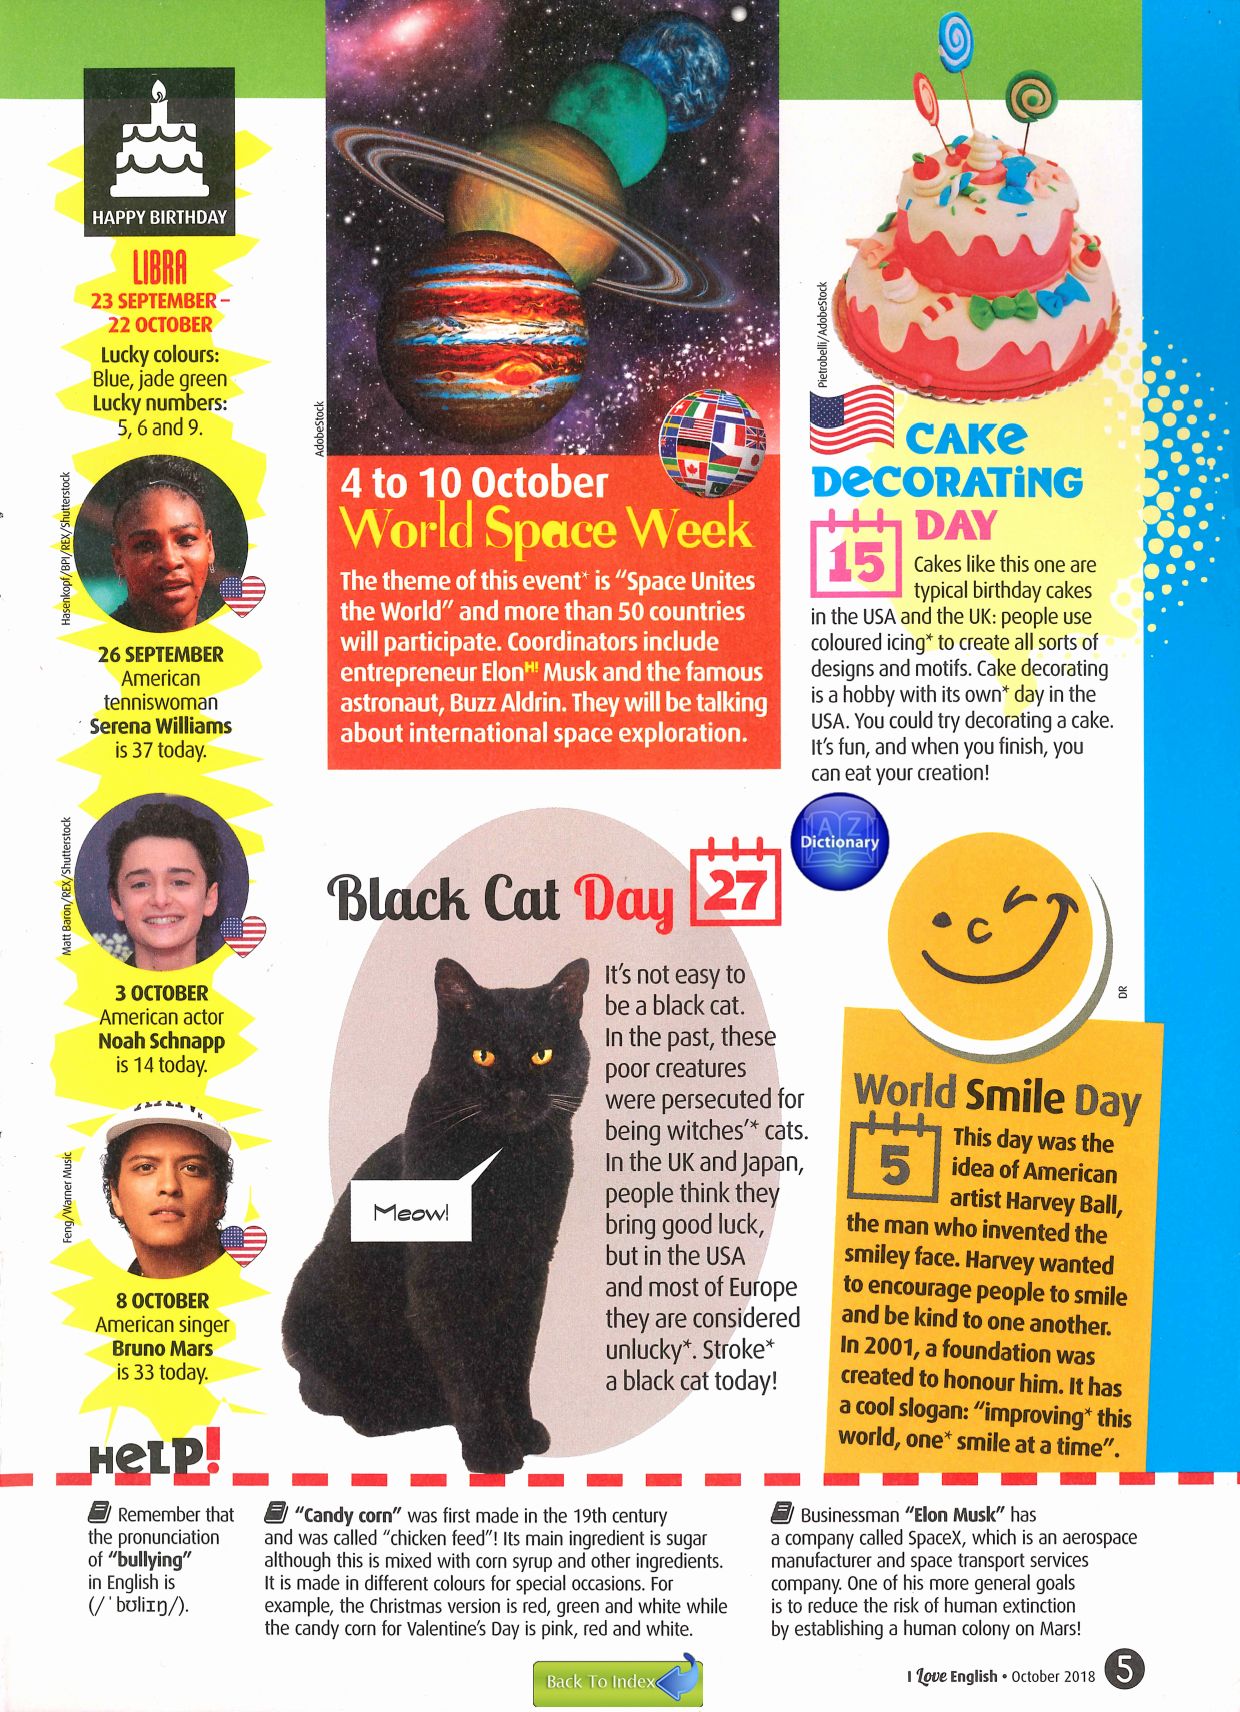 HAPPY BIRTHDAY
LIBRA
23 SEPTEMBER –
22 OCTOBER
Lucky colours:
Blue, jade green
Lucky numbers:
5, 6 and 9.
Hasenkopf/BPI/REX/Shutterstock
26 SEPTEMBER
American
tenniswoman
Serena Williams
is 37 today.
Matt Baron/REX/Shutterstock
3 OCTOBER
American actor
Noah Schnapp
is 14 today.
Feng/Warner Music
8 OCTOBER
American singer
Bruno Mars
is 33 today.
AdobeStock
4 to 10 October
World Space Week
The theme of this event* is “Space Unites
the World” and more than 50 countries
will participate. Coordinators include
entrepreneur Elon H! Musk and the famous
astronaut, Buzz Aldrin. They will be talking
about international space exploration.
Pietrobelli/AdobeStock
CAKe
DeCORATiNG
DAY
15
Cakes like this one are
typical birthday cakes
in the USA and the UK: people use
coloured icing* to create all sorts of
designs and motifs. Cake decorating
is a hobby with its own* day in the
USA. You could try decorating a cake.
It’s fun, and when you finish, you
can eat your creation!
A Z
Dictionary
Black Cat Day
27
It’s not easy to
be a black cat.
In the past, these
poor creatures
were persecuted for
being witches’* cats.
In the UK and Japan,
people think they
bring good luck,
but in the USA
and most of Europe
they are considered
unlucky*. Stroke*
a black cat today!
Meow!
DR
World Smile Day
5
This day was the
idea of American
artist Harvey Ball,
the man who invented the
smiley face. Harvey wanted
to encourage people to smile
and be kind to one another.
In 2001, a foundation was
created to honour him. It has
a cool slogan: “improving* this
world, one* smile at a time”.
HeLP!
Remember that
the pronunciation
of “bullying”
in English is
(/ˈbʊliɪŋ/).
“Candy corn” was first made in the 19th century
and was called “chicken feed”! Its main ingredient is sugar
although this is mixed with corn syrup and other ingredients.
It is made in different colours for special occasions. For
example, the Christmas version is red, green and white while
the candy corn for Valentine’s Day is pink, red and white.
Businessman “Elon Musk” has
a company called SpaceX, which is an aerospace
manufacturer and space transport services
company. One of his more general goals
is to reduce the risk of human extinction
by establishing a human colony on Mars!
Back To Index
I Love English • October 2018 5